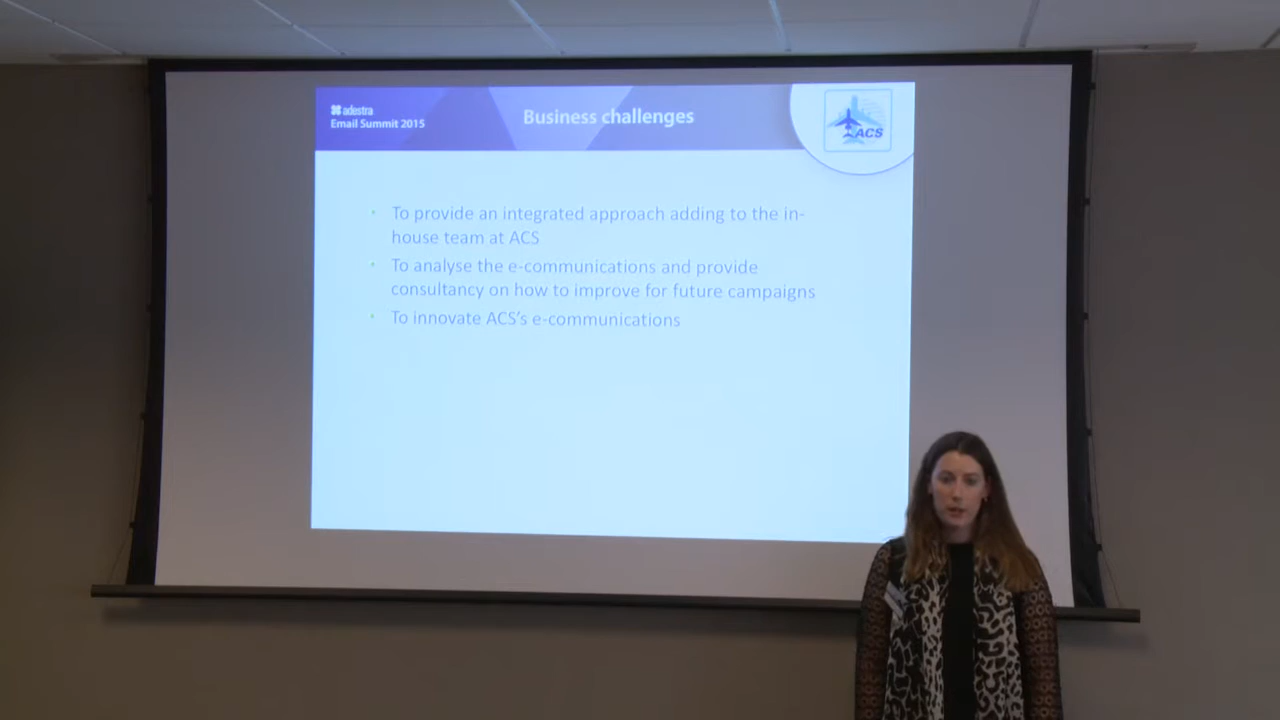 adestra
Email Summit 2015
Business challenges
ACS
To provide an integrated approach adding to the in-
house team at ACS
To analyse the e-communications and provide
consultancy on how to improve for future campaigns
To innovate ACS's e-communications